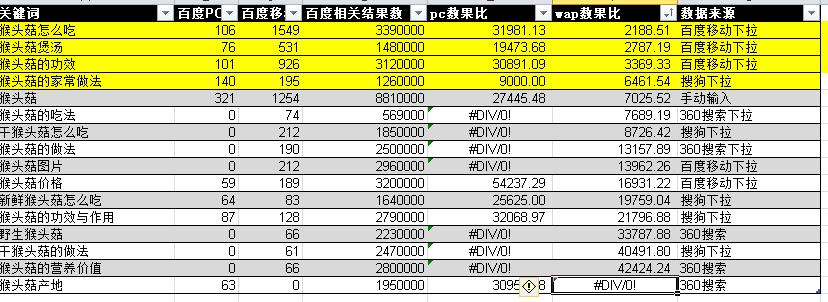 关键词 百度PC 百度移 百度相关结果数 pc数果比 wap数果比 数据来源
猴头菇怎么吃 106 1549 3390000 31981.13 2188.51 百度移动下拉
猴头菇煲汤 76 531 1480000 19473.68 2787.19 百度移动下拉
猴头菇的功效 101 926 3120000 30891.09 3369.33 百度移动下拉
猴头菇的家常做法 140 195 1260000 9000.00 6461.54 搜狗下拉
猴头菇 321 1254 8810000 27445.48 7025.52 手动输入
猴头菇的吃法 0 74 569000 #DIV/0! 7689.19 360搜索下拉
干猴头菇怎么吃 0 212 1850000 #DIV/0! 8726.42 搜狗下拉
猴头菇的做法 0 190 2500000 #DIV/0! 13157.89 360搜索下拉
猴头菇图片 0 212 2960000 #DIV/0! 13962.26 百度移动下拉
猴头菇价格 59 189 3200000 54237.29 16931.22 百度移动下拉
新鲜猴头菇怎么吃 64 83 1640000 25625.00 19759.04 搜狗下拉
猴头菇的功效与作用 87 128 2790000 32068.97 21796.88 搜狗下拉
野生猴头菇 0 66 2230000 #DIV/0! 33787.88 360搜索
干猴头菇的做法 0 61 2470000 #DIV/0! 40491.80 搜狗下拉
猴头菇的营养价值 0 66 2800000 #DIV/0! 42424.24 360搜索
猴头菇产地 63 0 1950000 3095 8 #DIV/0! 360搜索